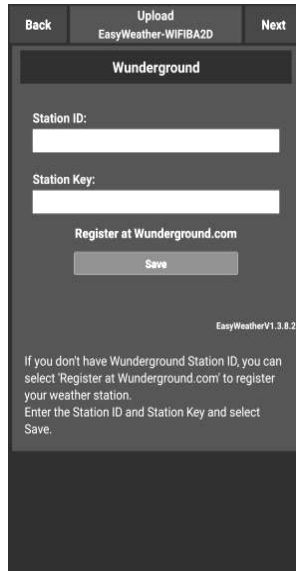 Back
Upload
EasyWeather-WIFIBA2D
Next
Wunderground
Station ID:
Station Key:
Register at Wunderground.com
Save
EasyWeatherV1.3.8.2
If you don't have Wunderground Station ID, you can
select 'Register at Wunderground.com' to register
your weather station.
Enter the Station ID and Station Key and select
Save.